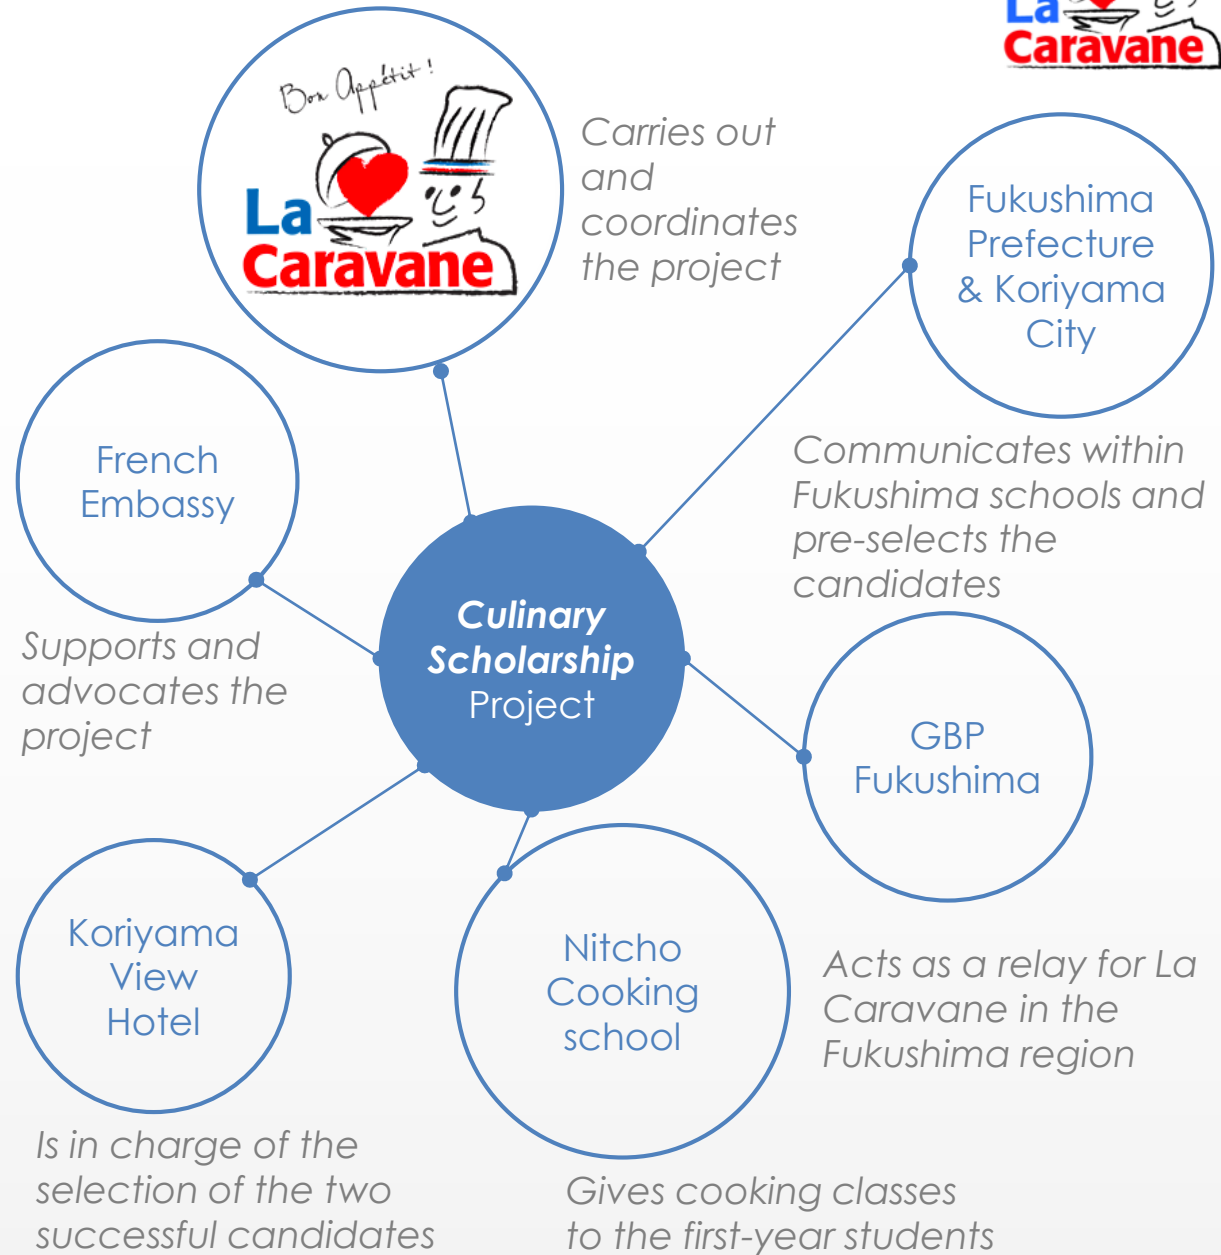 La
Caravane
Bon Appétit !
La
Caravane
Carries out
and
coordinates
the project
Fukushima
Prefecture
& Koriyama
City
French
Embassy
Communicates within
Fukushima schools and
pre-selects the
candidates
Culinary
Scholarship
Project
Supports and
advocates the
project
GBP
Fukushima
Koriyama
View
Hotel
Nitcho
Cooking
school
Acts as a relay for La
Caravane in the
Fukushima region
Is in charge of the
selection of the two
successful candidates
Gives cooking classes
to the first-year students